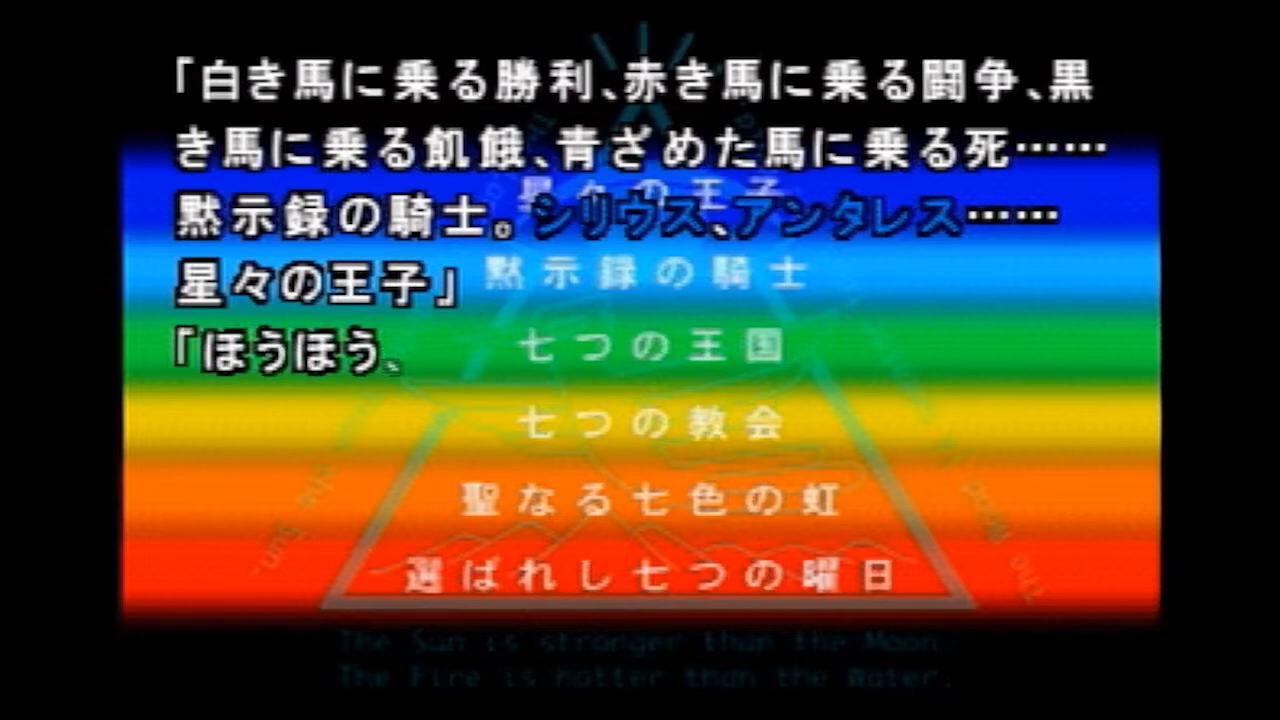 「白き馬に乗る勝利、赤き馬に乗る闘争、黒
き馬に乗る飢餓、青ざめた馬に乗る死……
黙示録の騎士。シリウス、アンタレス……
星々の王子」
「ほうほう、
星々の王子
黙示録の騎士
七つの王国
七つの教会
聖なる七色の虹
選ばれし七つの曜日
The Sun is stronger than the Moon.
The Fire is hotter than the Water.